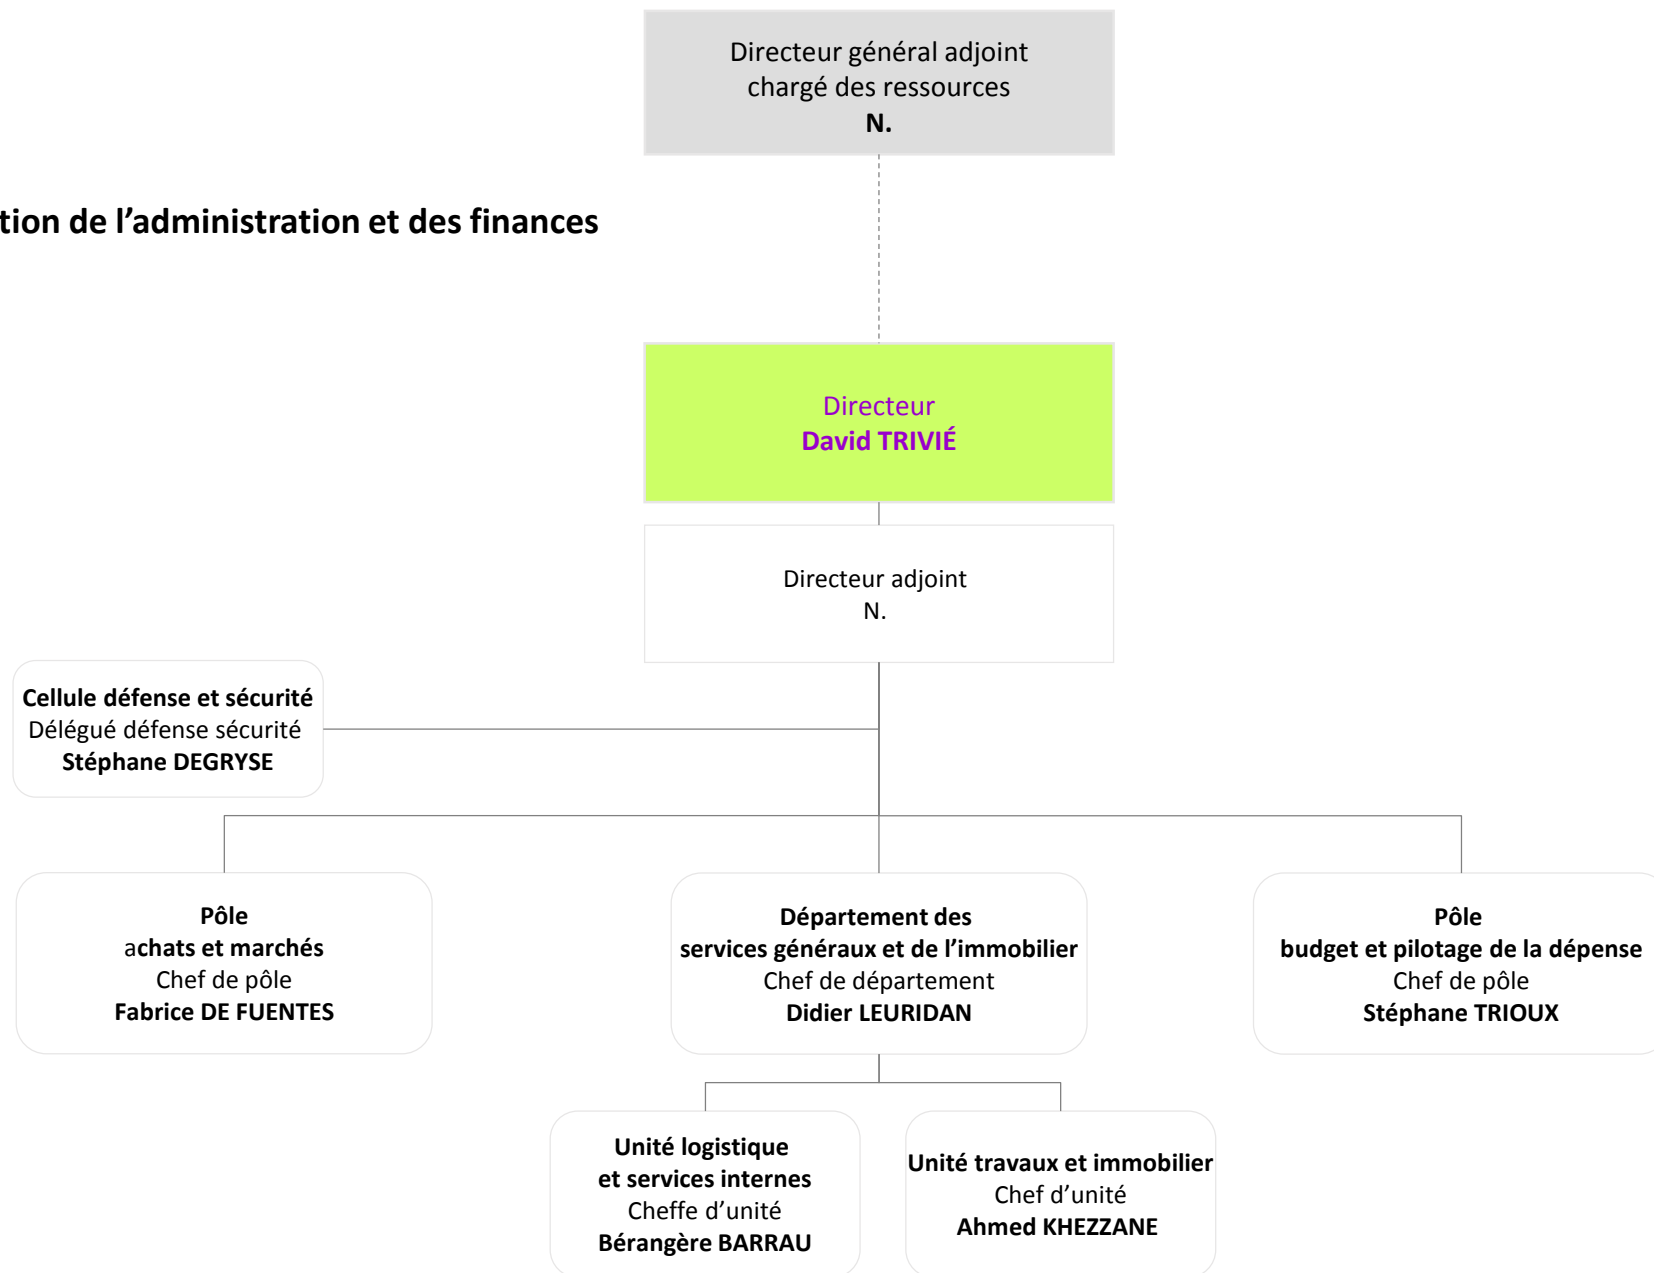 Directeur général adjoint
chargé des ressources
N.
tion de l’administration et des finances
Directeur
David TRIVIÉ
Directeur adjoint
N.
Cellule défense et sécurité
Délégué défense sécurité
Stéphane DEGRYSE
Pôle
achats et marchés
Chef de pôle
Fabrice DE FUENTES
Département des
services généraux et de l’immobilier
Chef de département
Didier LEURIDAN
Pôle
budget et pilotage de la dépense
Chef de pôle
Stéphane TRIOUX
Unité logistique
et services internes
Cheffe d’unité
Bérangère BARRAU
Unité travaux et immobilier
Chef d’unité
Ahmed KHEZZANE